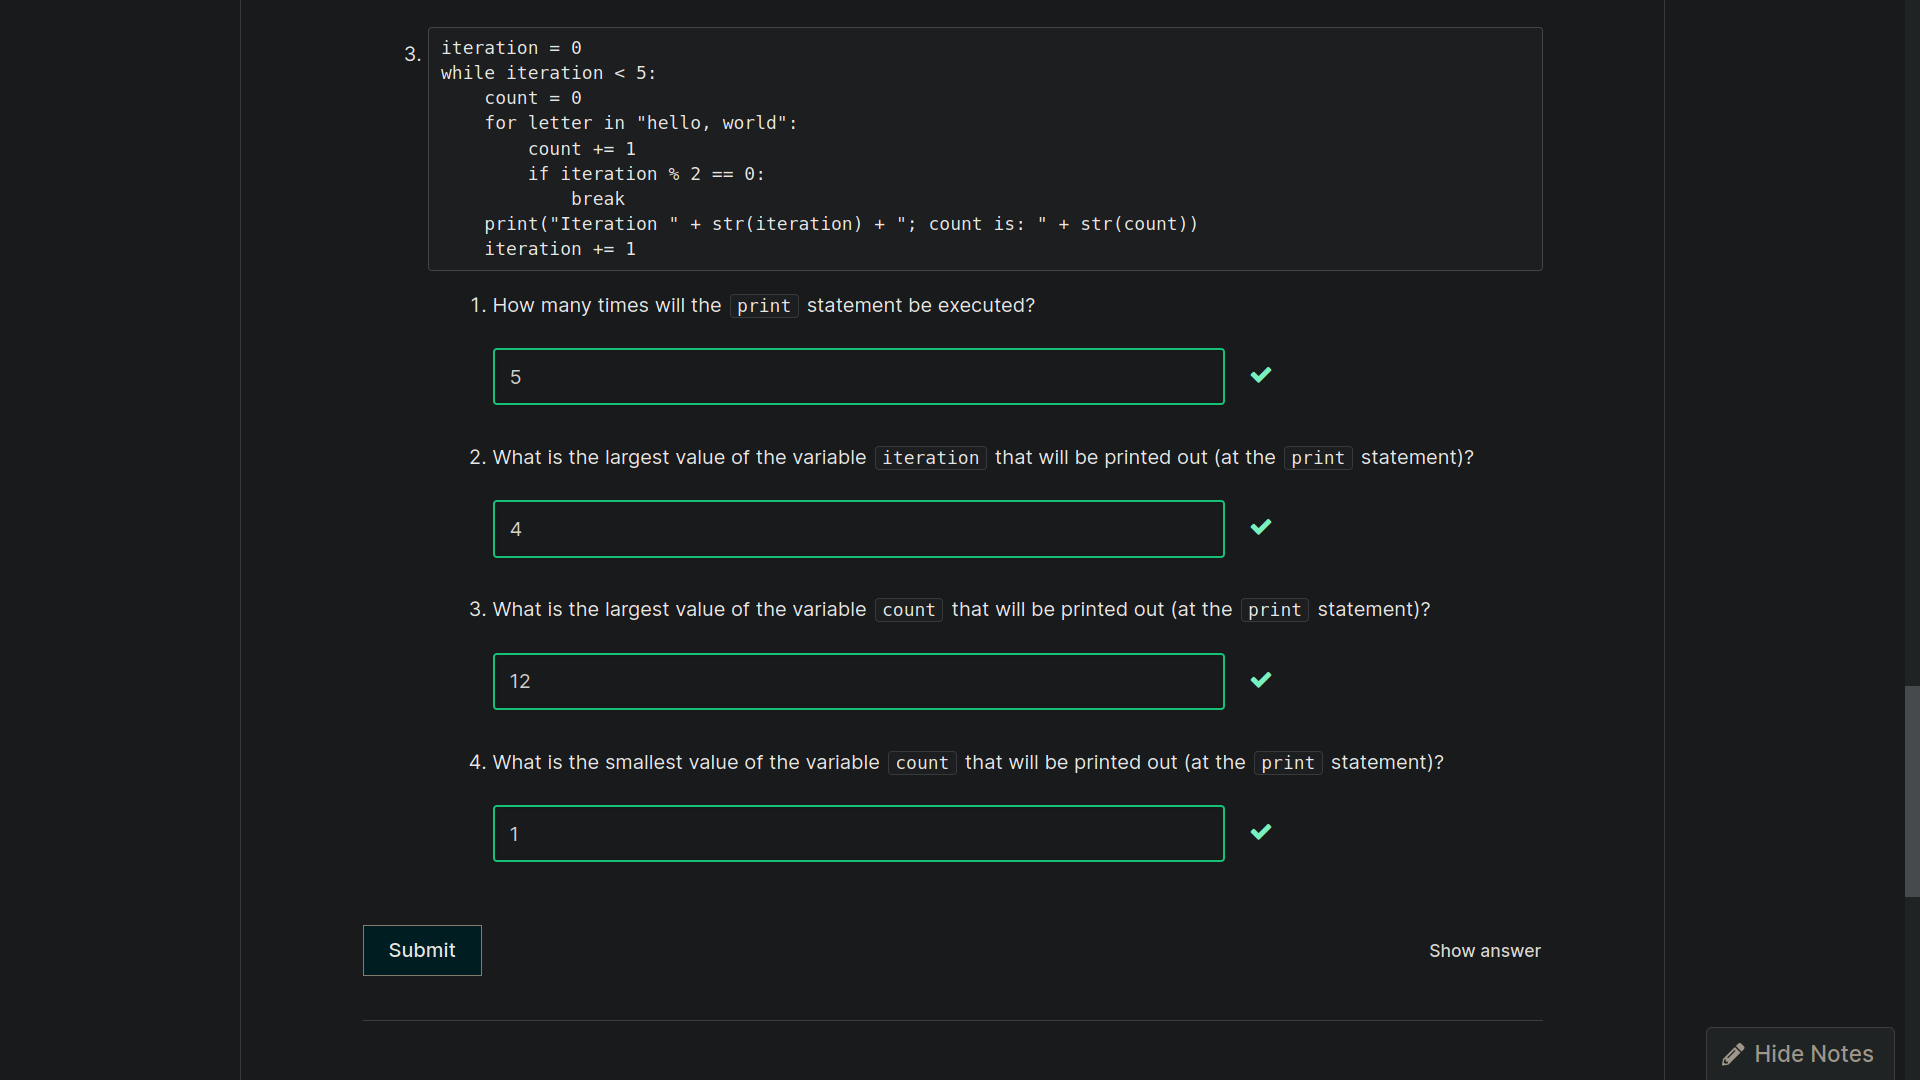 3.
iteration = 0
while iteration < 5:
    count = 0
    for letter in "hello, world":
        count += 1
        if iteration % 2 == 0:
            break
    print("Iteration " + str(iteration) + "; count is: " + str(count))
    iteration += 1
1. How many times will the print statement be executed?
5
2. What is the largest value of the variable iteration that will be printed out (at the print statement)?
4
3. What is the largest value of the variable count that will be printed out (at the print statement)?
12
4. What is the smallest value of the variable count that will be printed out (at the print statement)?
1
Submit
Show answer
Hide Notes